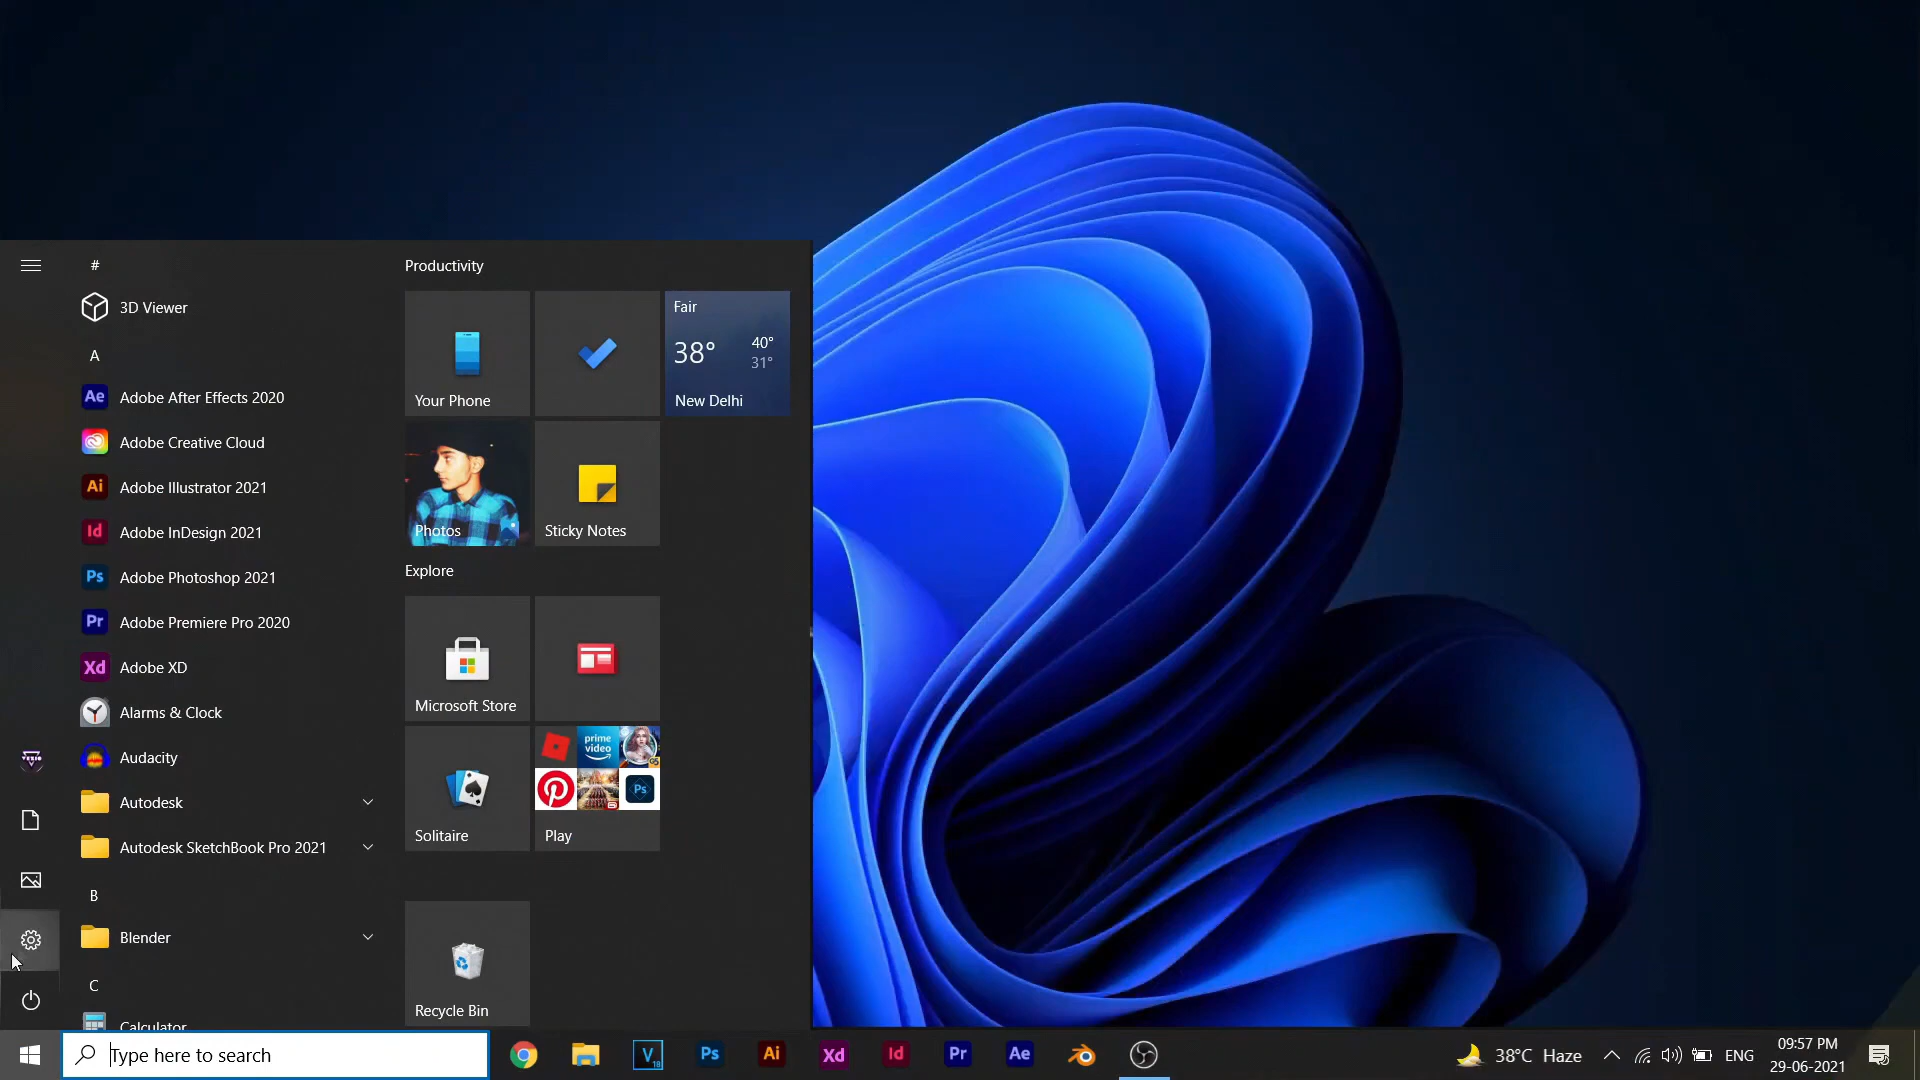 #
3D Viewer
A
Ae Adobe After Effects 2020
Adobe Creative Cloud
Ai Adobe Illustrator 2021
Id Adobe InDesign 2021
Ps Adobe Photoshop 2021
Pr Adobe Premiere Pro 2020
Xd Adobe XD
Alarms & Clock
Audacity
Autodesk
Autodesk SketchBook Pro 2021
B
Blender
C
Calculator
Productivity
Your Phone
Fair
38° 40°
31°
New Delhi
Photos
Sticky Notes
Explore
Microsoft Store
Solitaire
prime
video
Ps
Play
Recycle Bin
Type here to search
V
Ps
Ai
Xd
Id
Pr
Ae
38°C Haze
ENG
09:57 PM
29-06-2021